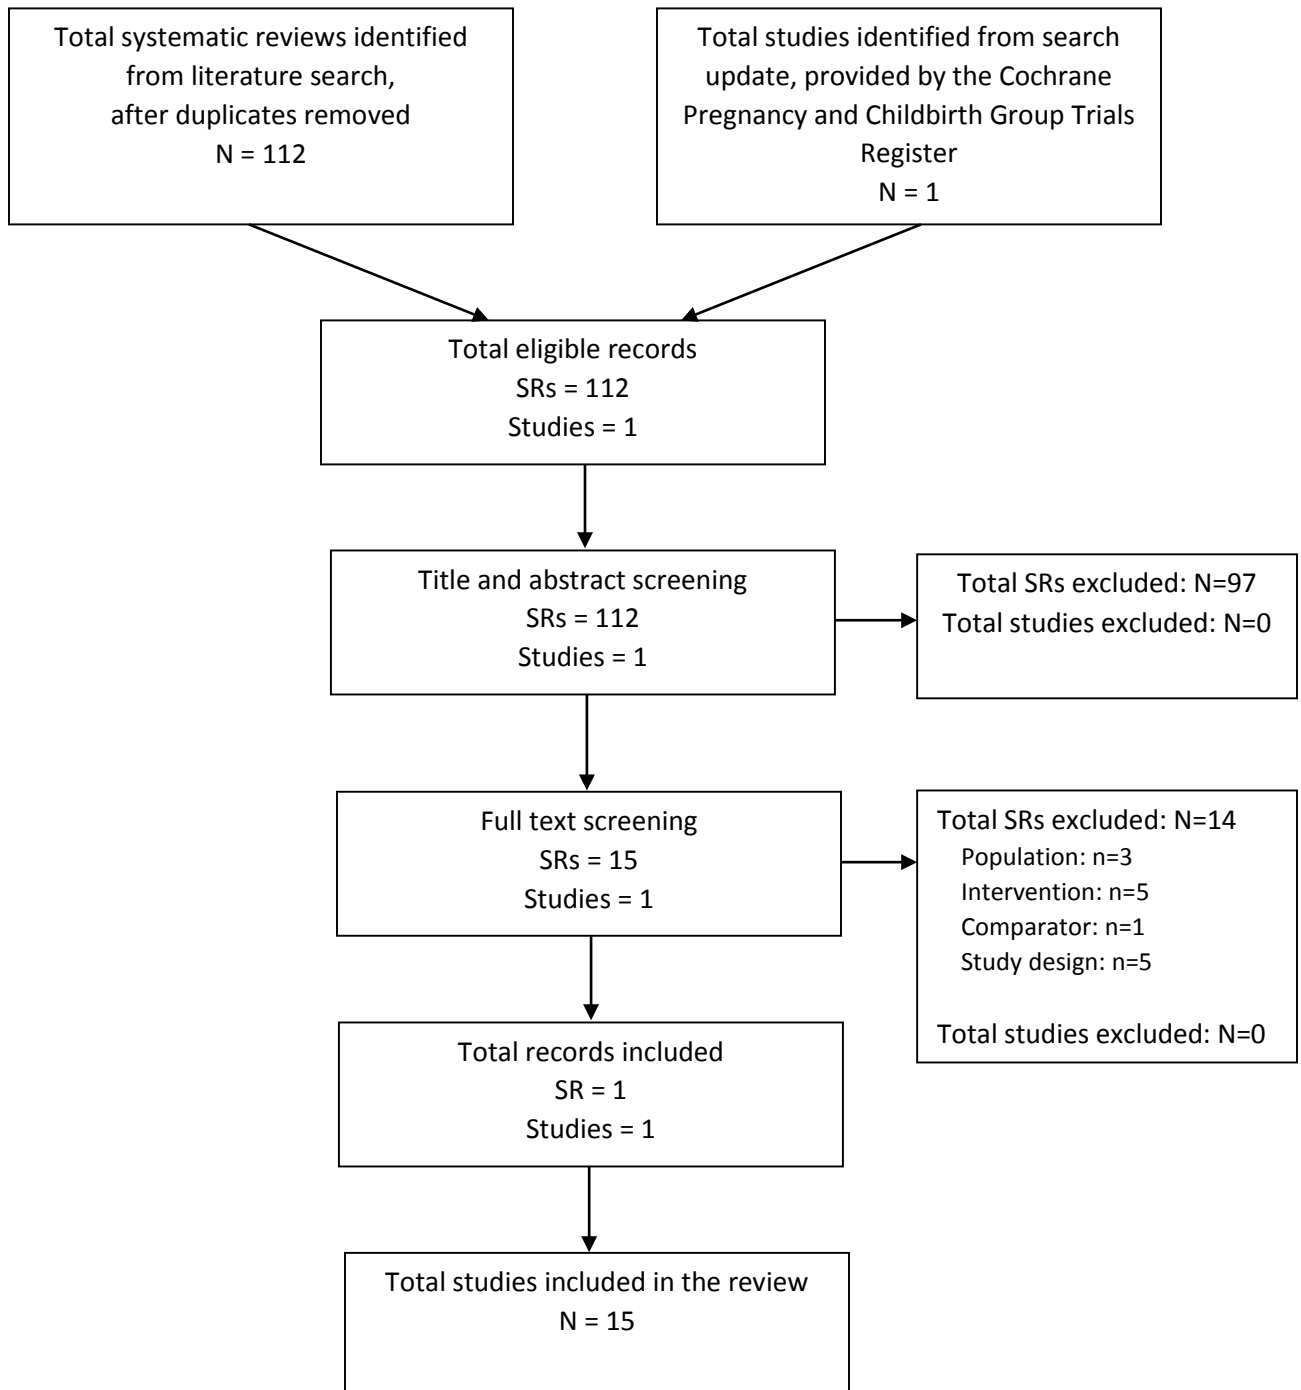 Total systematic reviews identified
from literature search,
after duplicates removed
N = 112
Total studies identified from search
update, provided by the Cochrane
Pregnancy and Childbirth Group Trials
Register
N = 1
Total eligible records
SRs = 112
Studies = 1
Title and abstract screening
SRs = 112
Studies = 1
Total SRs excluded: N=97
Total studies excluded: N=0
Full text screening
SRs = 15
Studies = 1
Total SRs excluded: N=14
Population: n=3
Intervention: n=5
Comparator: n=1
Study design: n=5
Total studies excluded: N=0
Total records included
SR = 1
Studies = 1
Total studies included in the review
N = 15